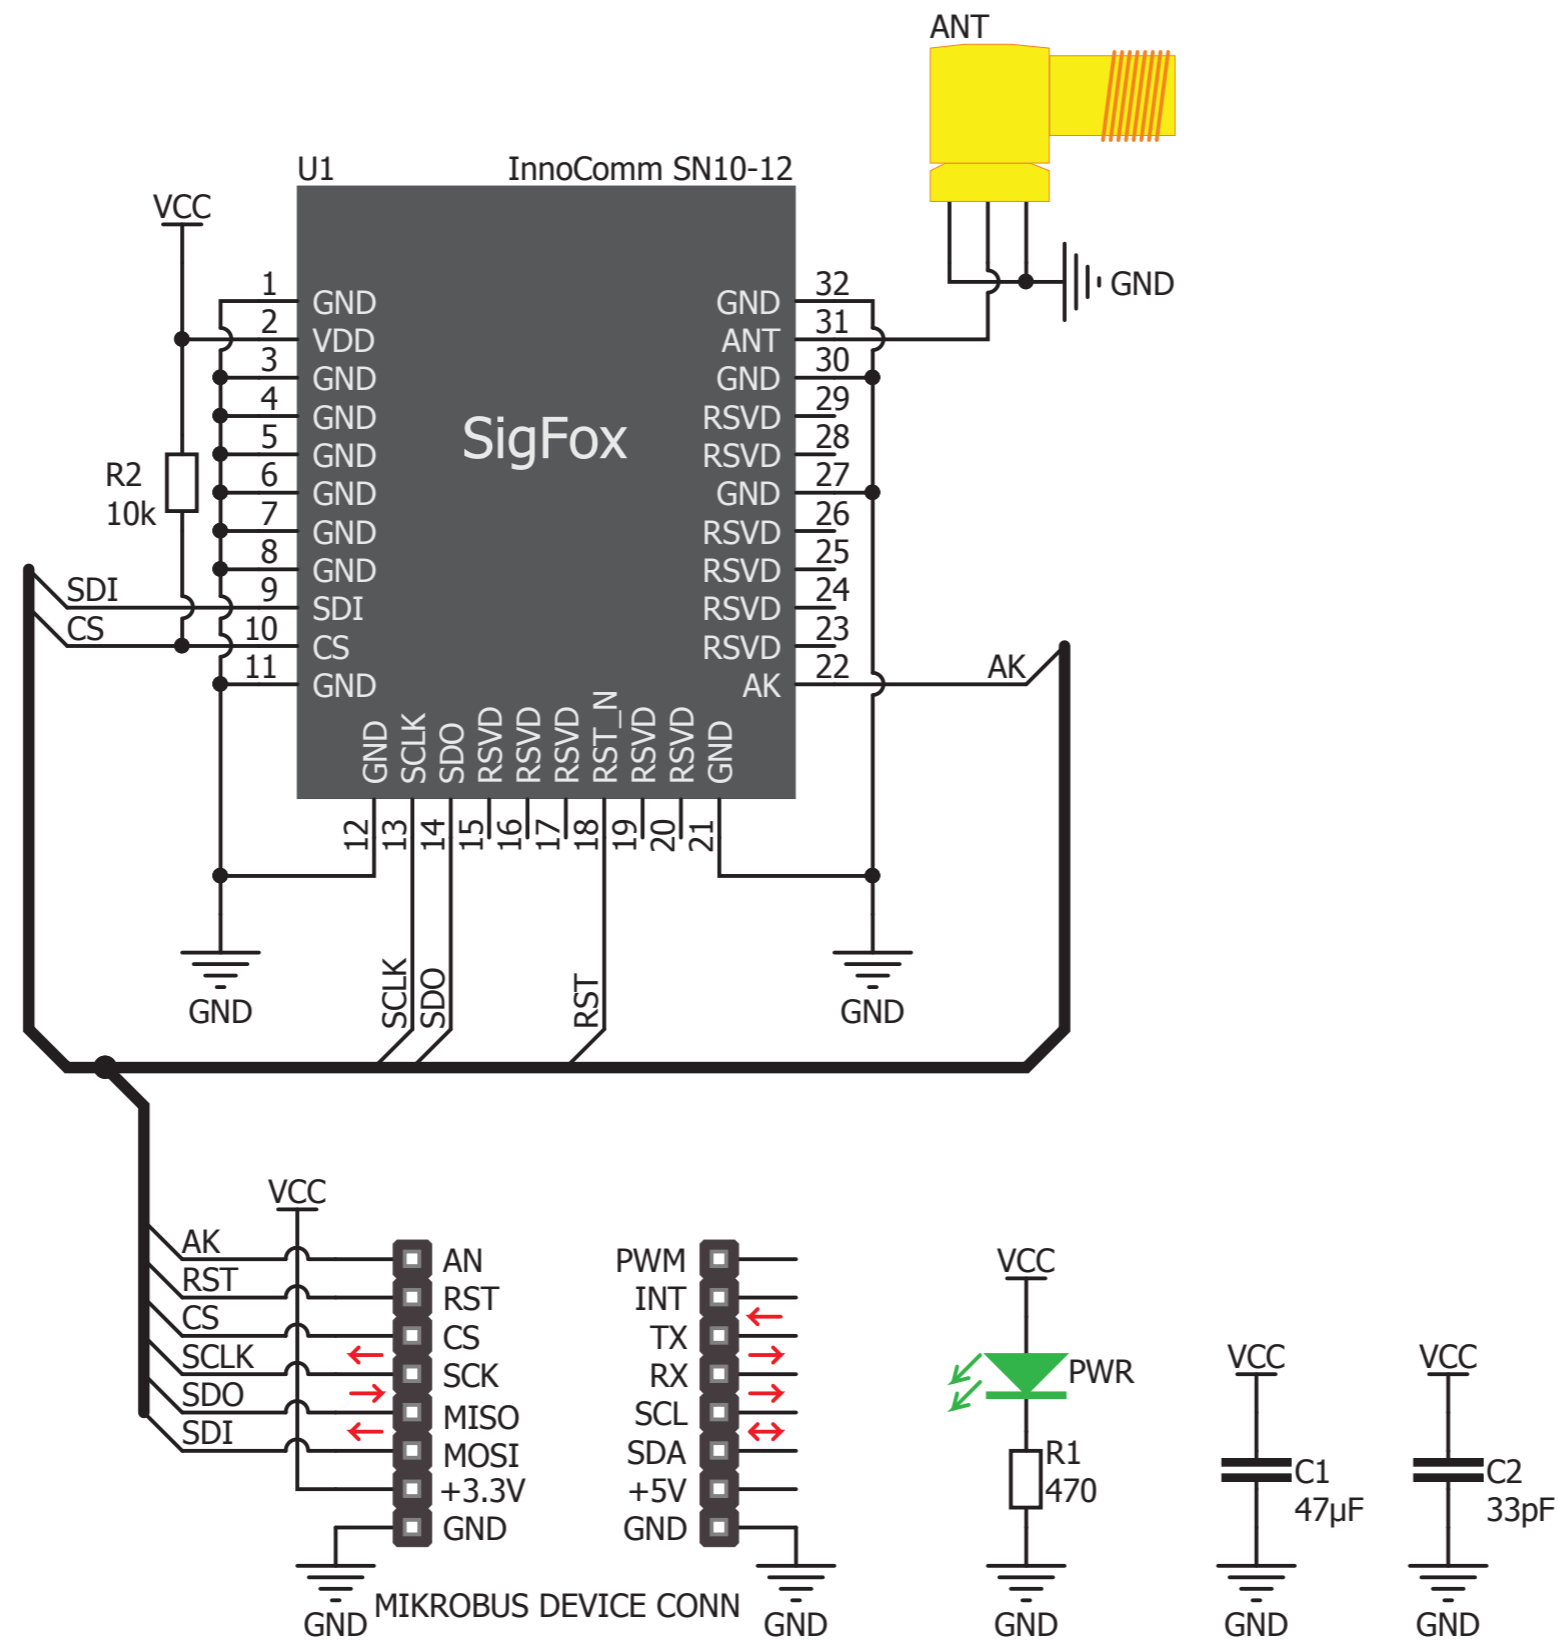 ANT
U1 InnoComm SN10-12
VCC
GND
1 GND
2 VDD
3 GND
4 GND
5 GND
6 GND
7 GND
8 GND
9 SDI
10 CS
11 GND
32 GND
31 ANT
30 GND
29 RSVD
28 RSVD
27 GND
26 RSVD
25 RSVD
24 RSVD
23 RSVD
22 AK
SigFox
R2
10k
SDI
CS
AK
GND
SCLK
SDO
RSVD
RSVD
RSVD
RST_N
RSVD
RSVD
GND
12
13
14
15
16
17
18
19
20
21
SCLK
SDO
RST
GND
GND
VCC
AK
RST
CS
SCLK
SDO
SDI
AN
RST
CS
SCK
MISO
MOSI
+3.3V
GND
PWM
INT
TX
RX
SCL
SDA
+5V
GND
GND
MIKROBUS DEVICE CONN
GND
VCC
PWR
R1
470
GND
VCC
C1
47µF
GND
VCC
C2
33pF
GND